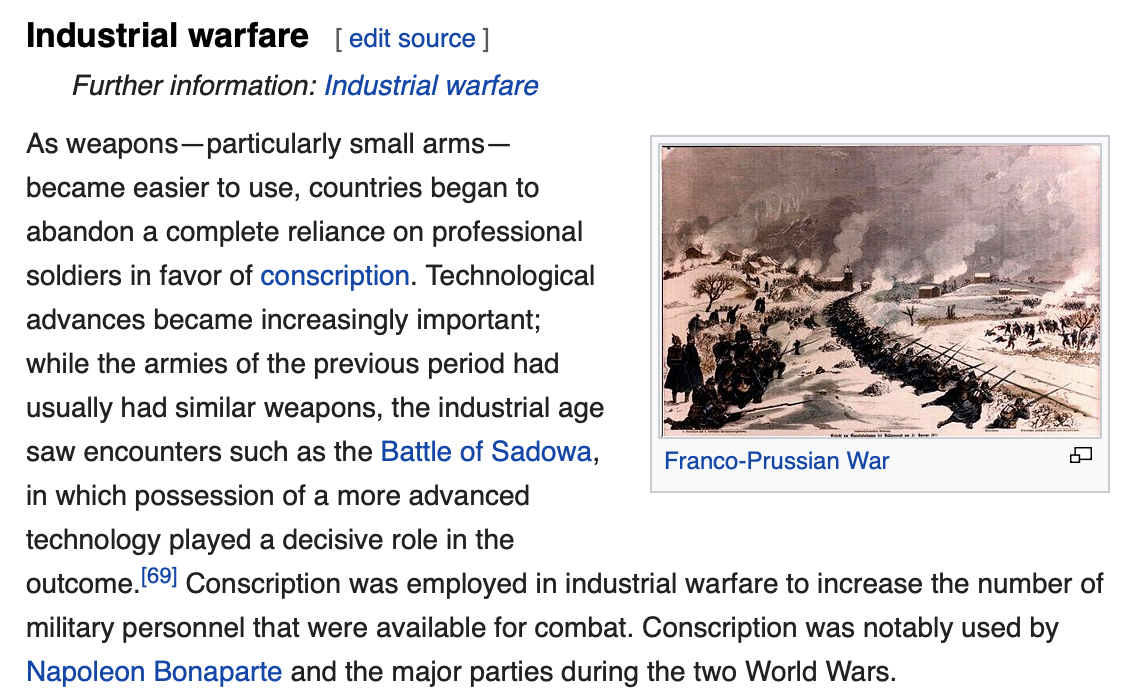 Industrial warfare [ edit source ]
Further information: Industrial warfare
As weapons—particularly small arms—
became easier to use, countries began to
abandon a complete reliance on professional
soldiers in favor of conscription. Technological
advances became increasingly important;
while the armies of the previous period had
usually had similar weapons, the industrial age
saw encounters such as the Battle of Sadowa,
in which possession of a more advanced
technology played a decisive role in the
outcome.[69] Conscription was employed in industrial warfare to increase the number of
military personnel that were available for combat. Conscription was notably used by
Napoleon Bonaparte and the major parties during the two World Wars.
Franco-Prussian War